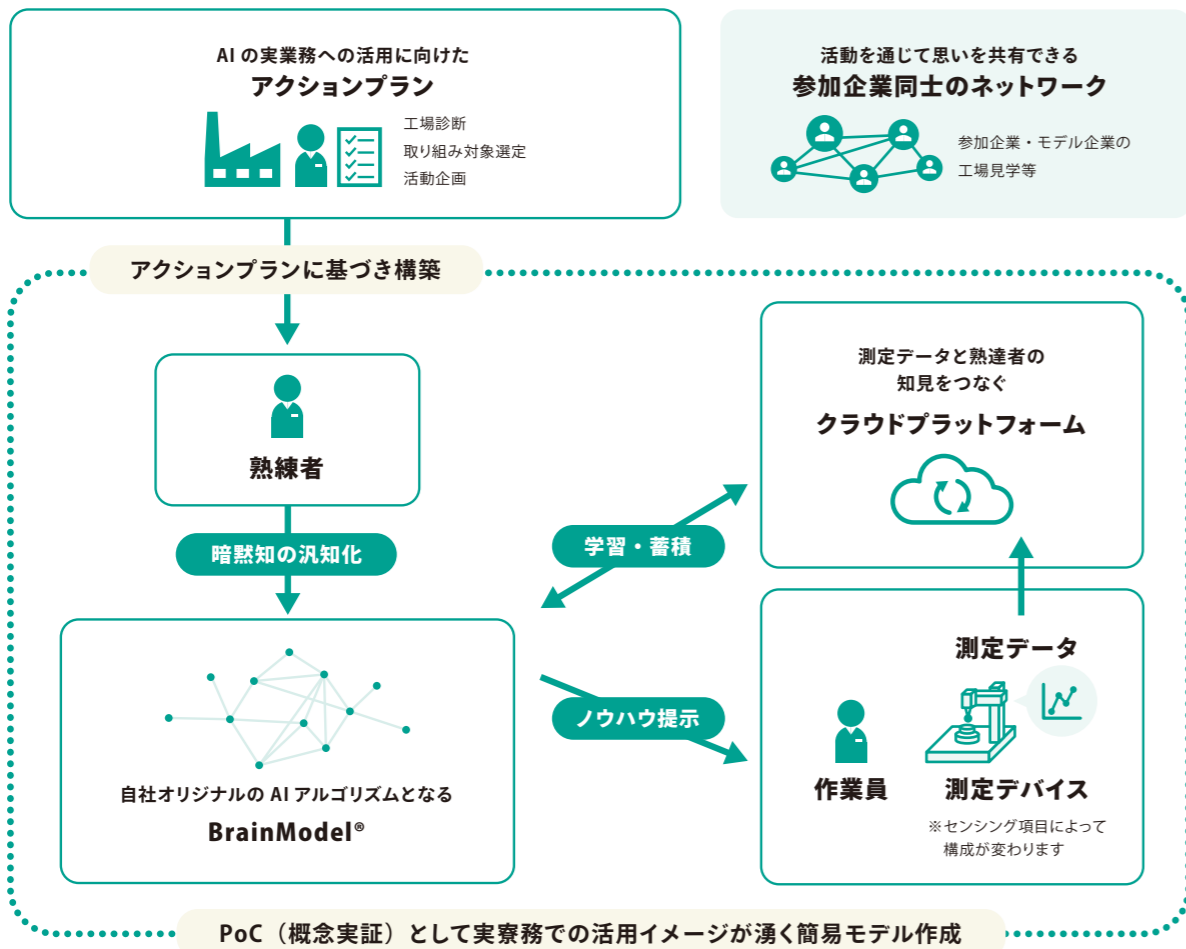 AI の実業務への活用に向けた
アクションプラン
工場診断
取り組み対象選定
活動企画
活動を通じて思いを共有できる
参加企業同士のネットワーク
参加企業・モデル企業の
工場見学等
アクションプランに基づき構築
熟練者
暗黙知の汎知化
自社オリジナルの AI アルゴリズムとなる
BrainModel®
学習・蓄積
ノウハウ提示
測定データと熟達者の
知見をつなぐ
クラウドプラットフォーム
測定データ
作業員
測定デバイス
※センシング項目によって
構成が変わります
PoC（概念実証）として実寮務での活用イメージが湧く簡易モデル作成